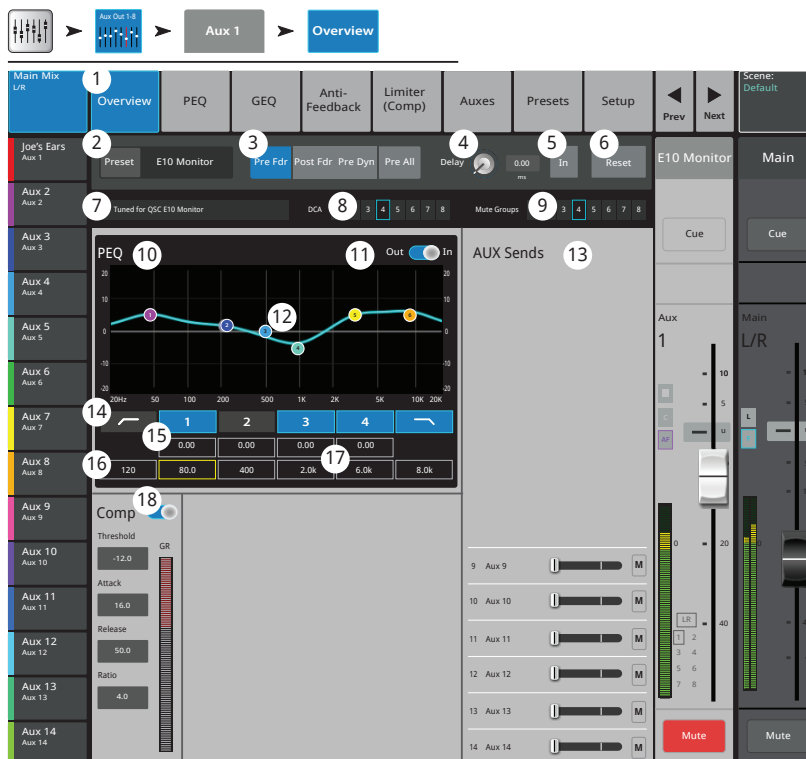 Aux Out 1-8
Aux 1
Overview
Main Mix
L/R
1
Overview
PEQ
GEQ
Anti-
Feedback
Limiter
(Comp)
Auxes
Presets
Setup
Prev
Next
Scene:
Default
Joe's Ears
Aux 1
Aux 2
Aux 2
Aux 3
Aux 3
Aux 4
Aux 4
Aux 5
Aux 5
Aux 6
Aux 6
Aux 7
Aux 7
Aux 8
Aux 8
Aux 9
Aux 9
Aux 10
Aux 10
Aux 11
Aux 11
Aux 12
Aux 12
Aux 13
Aux 13
Aux 14
Aux 14
2 3 4 5 6
Preset E10 Monitor Pre Fdr Post Fdr Pre Dyn Pre All Delay 0.00 ms In Reset
7 Tuned for QSC E10 Monitor DCA 8 3 4 5 6 7 8 Mute Groups 9 3 4 5 6 7 8
PEQ 10 11 Out In
20 20
10 10
0 0
-10 -10
-20 -20
1 2 3 4 5 6
12
20Hz 50 100 200 500 1K 2K 5K 10K 20K
14 1 2 3 4
15 0.00 0.00 0.00 0.00
16 17
120 80.0 400 2.0k 6.0k 8.0k
18
Comp
Threshold
-12.0
GR
Attack
16.0
Release
50.0
Ratio
4.0
AUX Sends 13
9 Aux 9 M
10 Aux 10 M
11 Aux 11 M
12 Aux 12 M
13 Aux 13 M
14 Aux 14 M
E10 Monitor
Cue
Aux
1
10
5
C
AF
U
0
20
LR
40
1 2
3 4
5 6
7 8
Mute
Main
Cue
Main
L/R
L
Mute